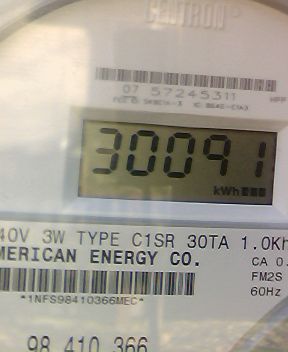 CENTRON®
07 57245311
30091
kWh
40V 3W TYPE C1SR 30TA 1.0Kh
MERICAN ENERGY CO.
CA 0.
FM2S
60Hz
*1NFS98410366MEC*
98 410 366